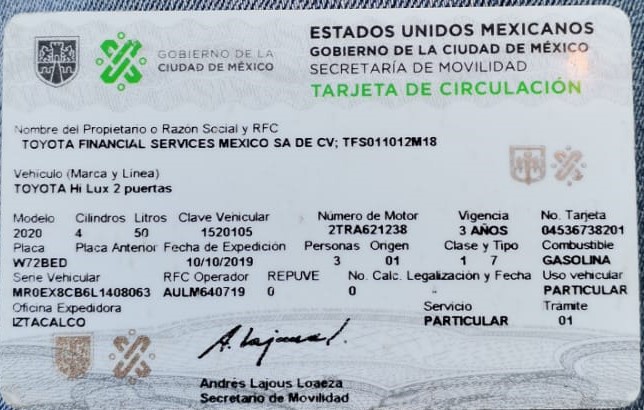 GOBIERNO DE LA
CIUDAD DE MÉXICO
ESTADOS UNIDOS MEXICANOS
GOBIERNO DE LA CIUDAD DE MÉXICO
SECRETARÍA DE MOVILIDAD
TARJETA DE CIRCULACIÓN
Nombre del Propietario o Razón Social y RFC
TOYOTA FINANCIAL SERVICES MEXICO SA DE CV; TFS011012M18
Vehículo (Marca y Línea)
TOYOTA Hi Lux 2 puertas
Modelo Cilindros Litros Clave Vehicular Número de Motor Vigencia No. Tarjeta
2020 4 50 1520105 2TRA621238 3 AÑOS 04536738201
Placa Placa Anterior Fecha de Expedición Personas Origen Clase y Tipo Combustible
W72BED 10/10/2019 3 01 1 7 GASOLINA
Serie Vehicular RFC Operador REPUVE No. Calc. Legalización y Fecha Uso vehicular
MR0EX8CB6L1408063 AULM640719 0 0 PARTICULAR
Oficina Expedidora Servicio Trámite
IZTACALCO PARTICULAR 01
A. Lajous L.
Andrés Lajous Loaeza
Secretario de Movilidad